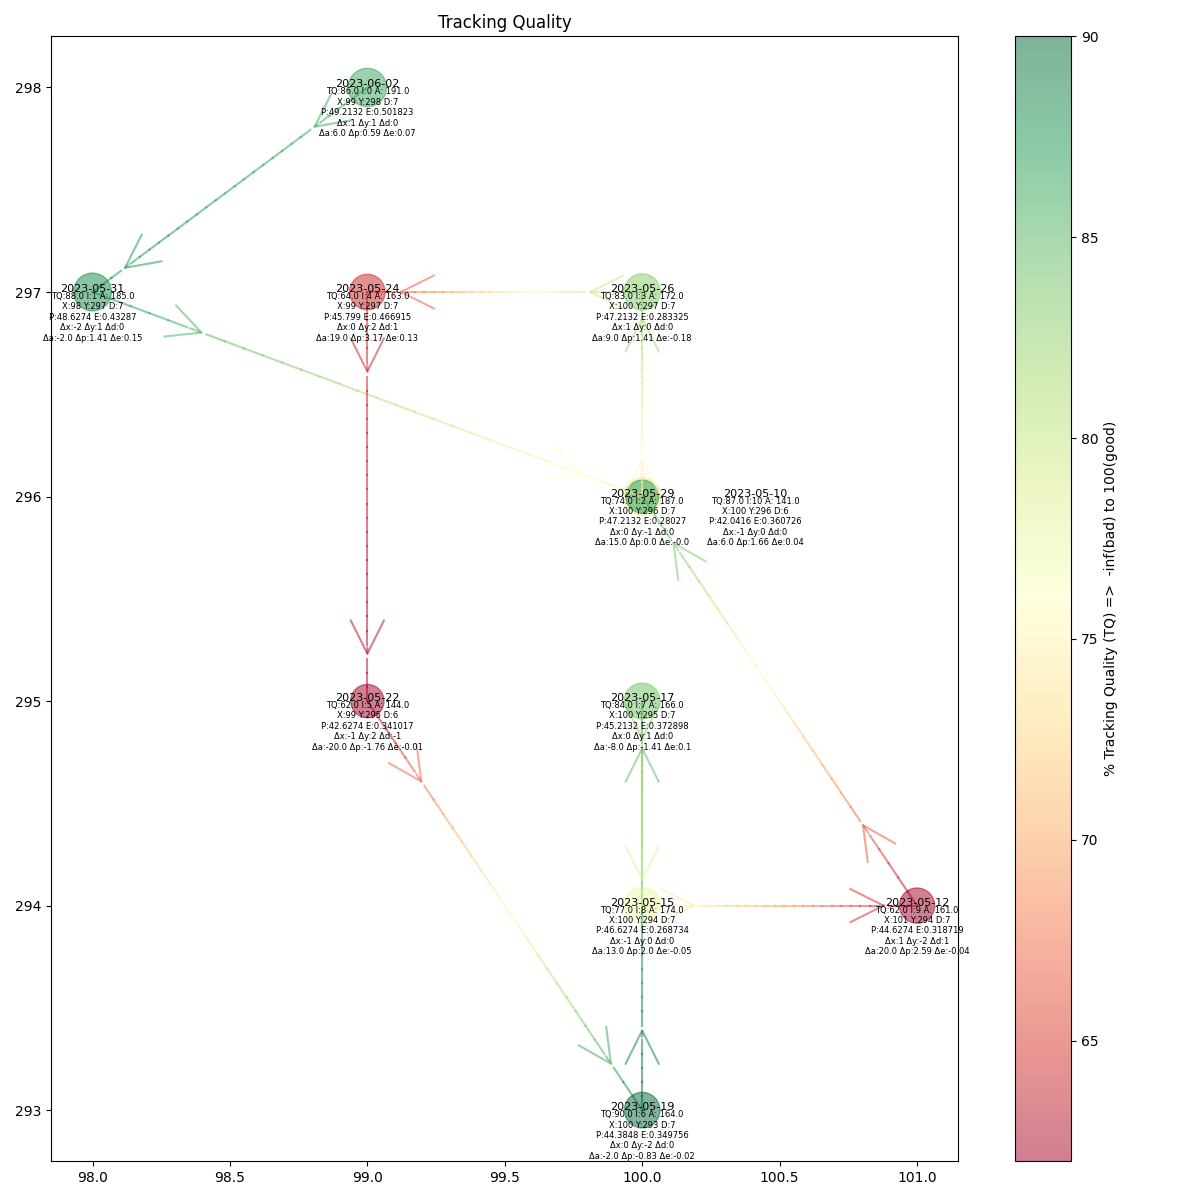 Tracking Quality
298
297
296
295
294
293
98.0
98.5
99.0
99.5
100.0
100.5
101.0
2023-06-02
TQ:86.0 I:0 A: 191.0
X:99 Y:298 D:7
P:49.2132 E:0.501823
Δx:1 Δy:1 Δd:0
Δa:6.0 Δp:0.59 Δe:0.07
2023-05-31
TQ:88.0 I:1 A: 185.0
X:98 Y:297 D:7
P:48.6274 E:0.43287
Δx:-2 Δy:1 Δd:0
Δa:-2.0 Δp:1.41 Δe:0.15
2023-05-24
TQ:64.0 I:4 A: 163.0
X:99 Y:297 D:7
P:45.799 E:0.466915
Δx:0 Δy:2 Δd:1
Δa:19.0 Δp:3.17 Δe:0.13
2023-05-26
TQ:83.0 I:3 A: 172.0
X:100 Y:297 D:7
P:47.2132 E:0.283325
Δx:1 Δy:0 Δd:0
Δa:9.0 Δp:1.41 Δe:-0.18
2023-05-29
TQ:74.0 I:2 A: 187.0
X:100 Y:296 D:7
P:47.2132 E:0.28027
Δx:0 Δy:-1 Δd:0
Δa:15.0 Δp:0.0 Δe:-0.0
2023-05-10
TQ:87.0 I:10 A: 141.0
X:100 Y:296 D:6
P:42.0416 E:0.360726
Δx:-1 Δy:0 Δd:0
Δa:6.0 Δp:1.66 Δe:0.04
2023-05-22
TQ:62.0 I:5 A: 144.0
X:99 Y:295 D:6
P:42.6274 E:0.341017
Δx:-1 Δy:2 Δd:-1
Δa:-20.0 Δp:-1.76 Δe:-0.01
2023-05-17
TQ:84.0 I:7 A: 166.0
X:100 Y:295 D:7
P:45.2132 E:0.372898
Δx:0 Δy:1 Δd:0
Δa:-8.0 Δp:-1.41 Δe:0.1
2023-05-15
TQ:77.0 I:8 A: 174.0
X:100 Y:294 D:7
P:46.6274 E:0.268734
Δx:-1 Δy:0 Δd:0
Δa:13.0 Δp:2.0 Δe:-0.05
2023-05-12
TQ:62.0 I:9 A: 161.0
X:101 Y:294 D:7
P:44.6274 E:0.318719
Δx:1 Δy:-2 Δd:1
Δa:20.0 Δp:2.59 Δe:-0.04
2023-05-19
TQ:90.0 I:6 A: 164.0
X:100 Y:293 D:7
P:44.3848 E:0.349756
Δx:0 Δy:-2 Δd:0
Δa:-2.0 Δp:-0.83 Δe:-0.02
90
85
80
75
70
65
% Tracking Quality (TQ) => -inf(bad) to 100(good)